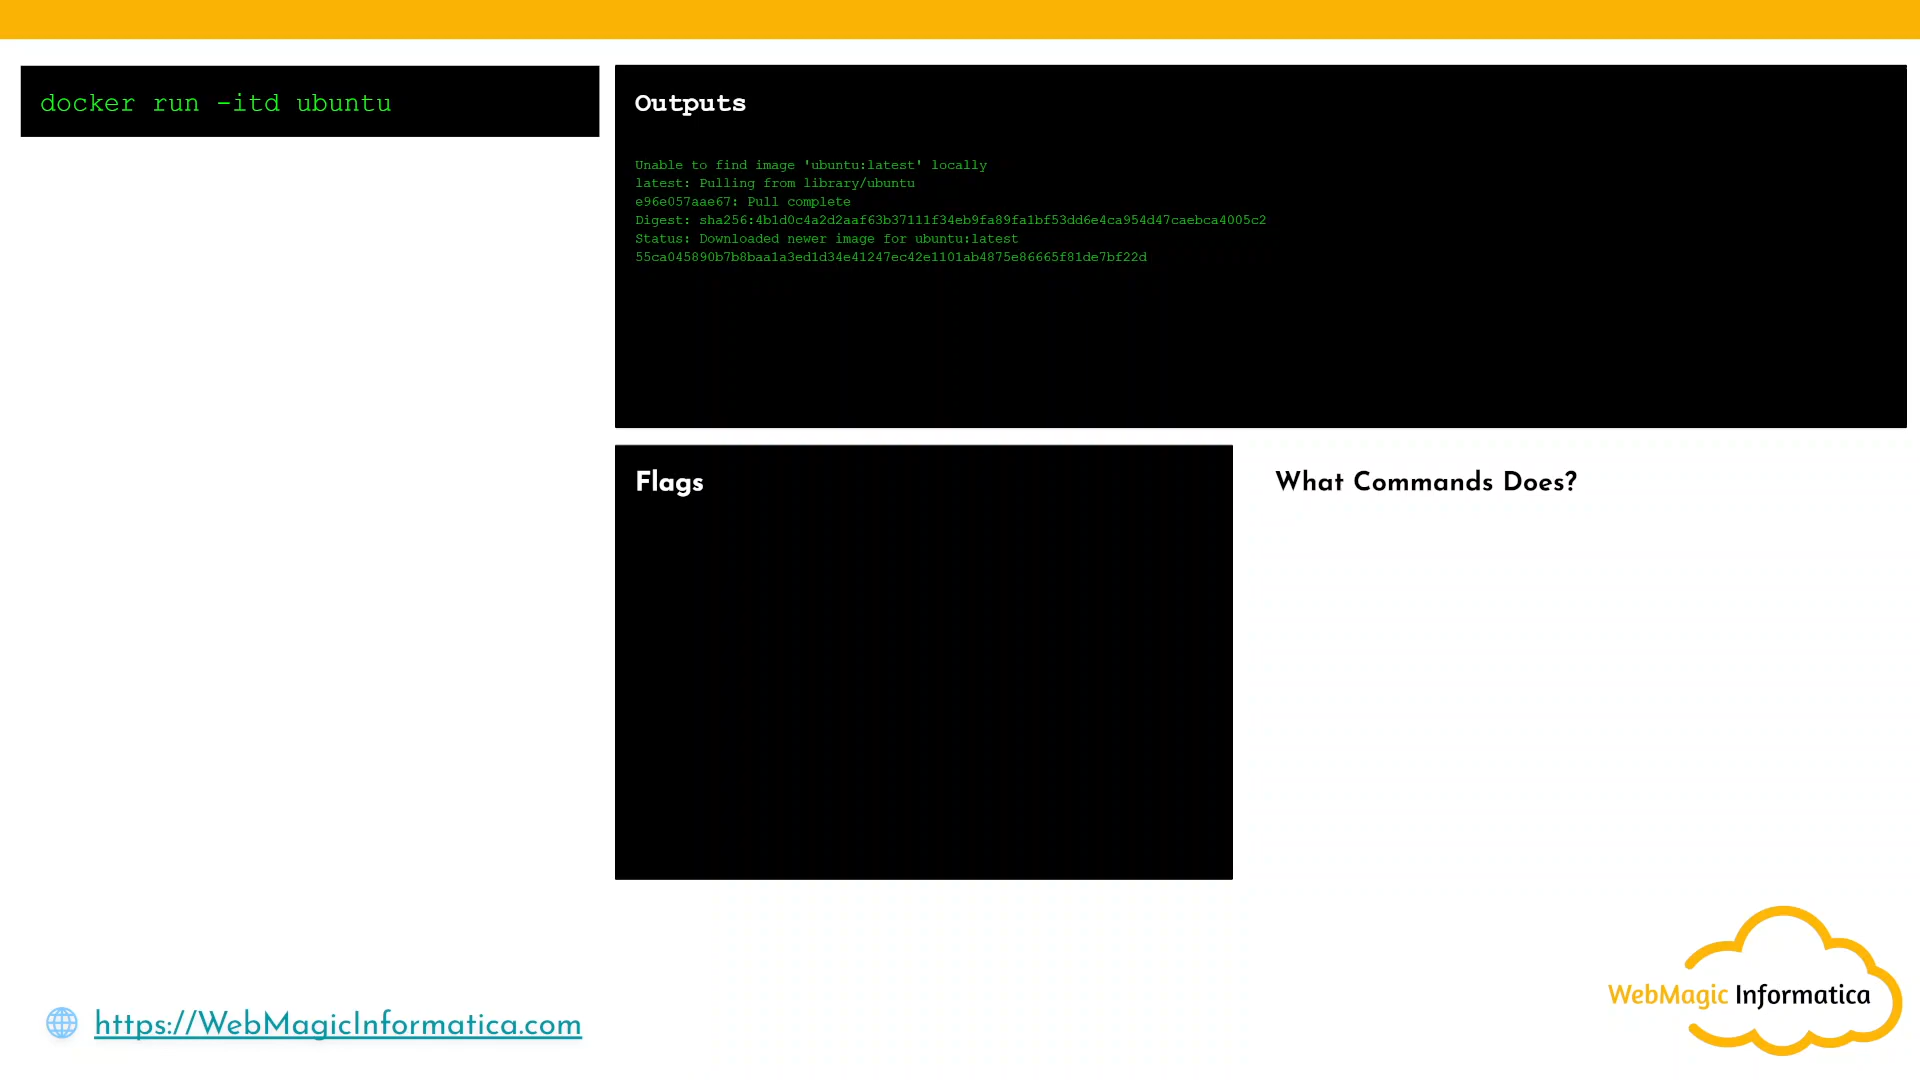 docker run -itd ubuntu
Outputs
Unable to find image 'ubuntu:latest' locally
latest: Pulling from library/ubuntu
e96e057aae67: Pull complete
Digest: sha256:4b1d0c4a2d2aaf63b37111f34eb9fa89fa1bf53dd6e4ca954d47caebca4005c2
Status: Downloaded newer image for ubuntu:latest
55ca045890b7b8baa1a3ed1d34e41247ec42e1101ab4875e86665f81de7bf22d
Flags
What Commands Does?
WebMagic Informatica
https://WebMagicInformatica.com